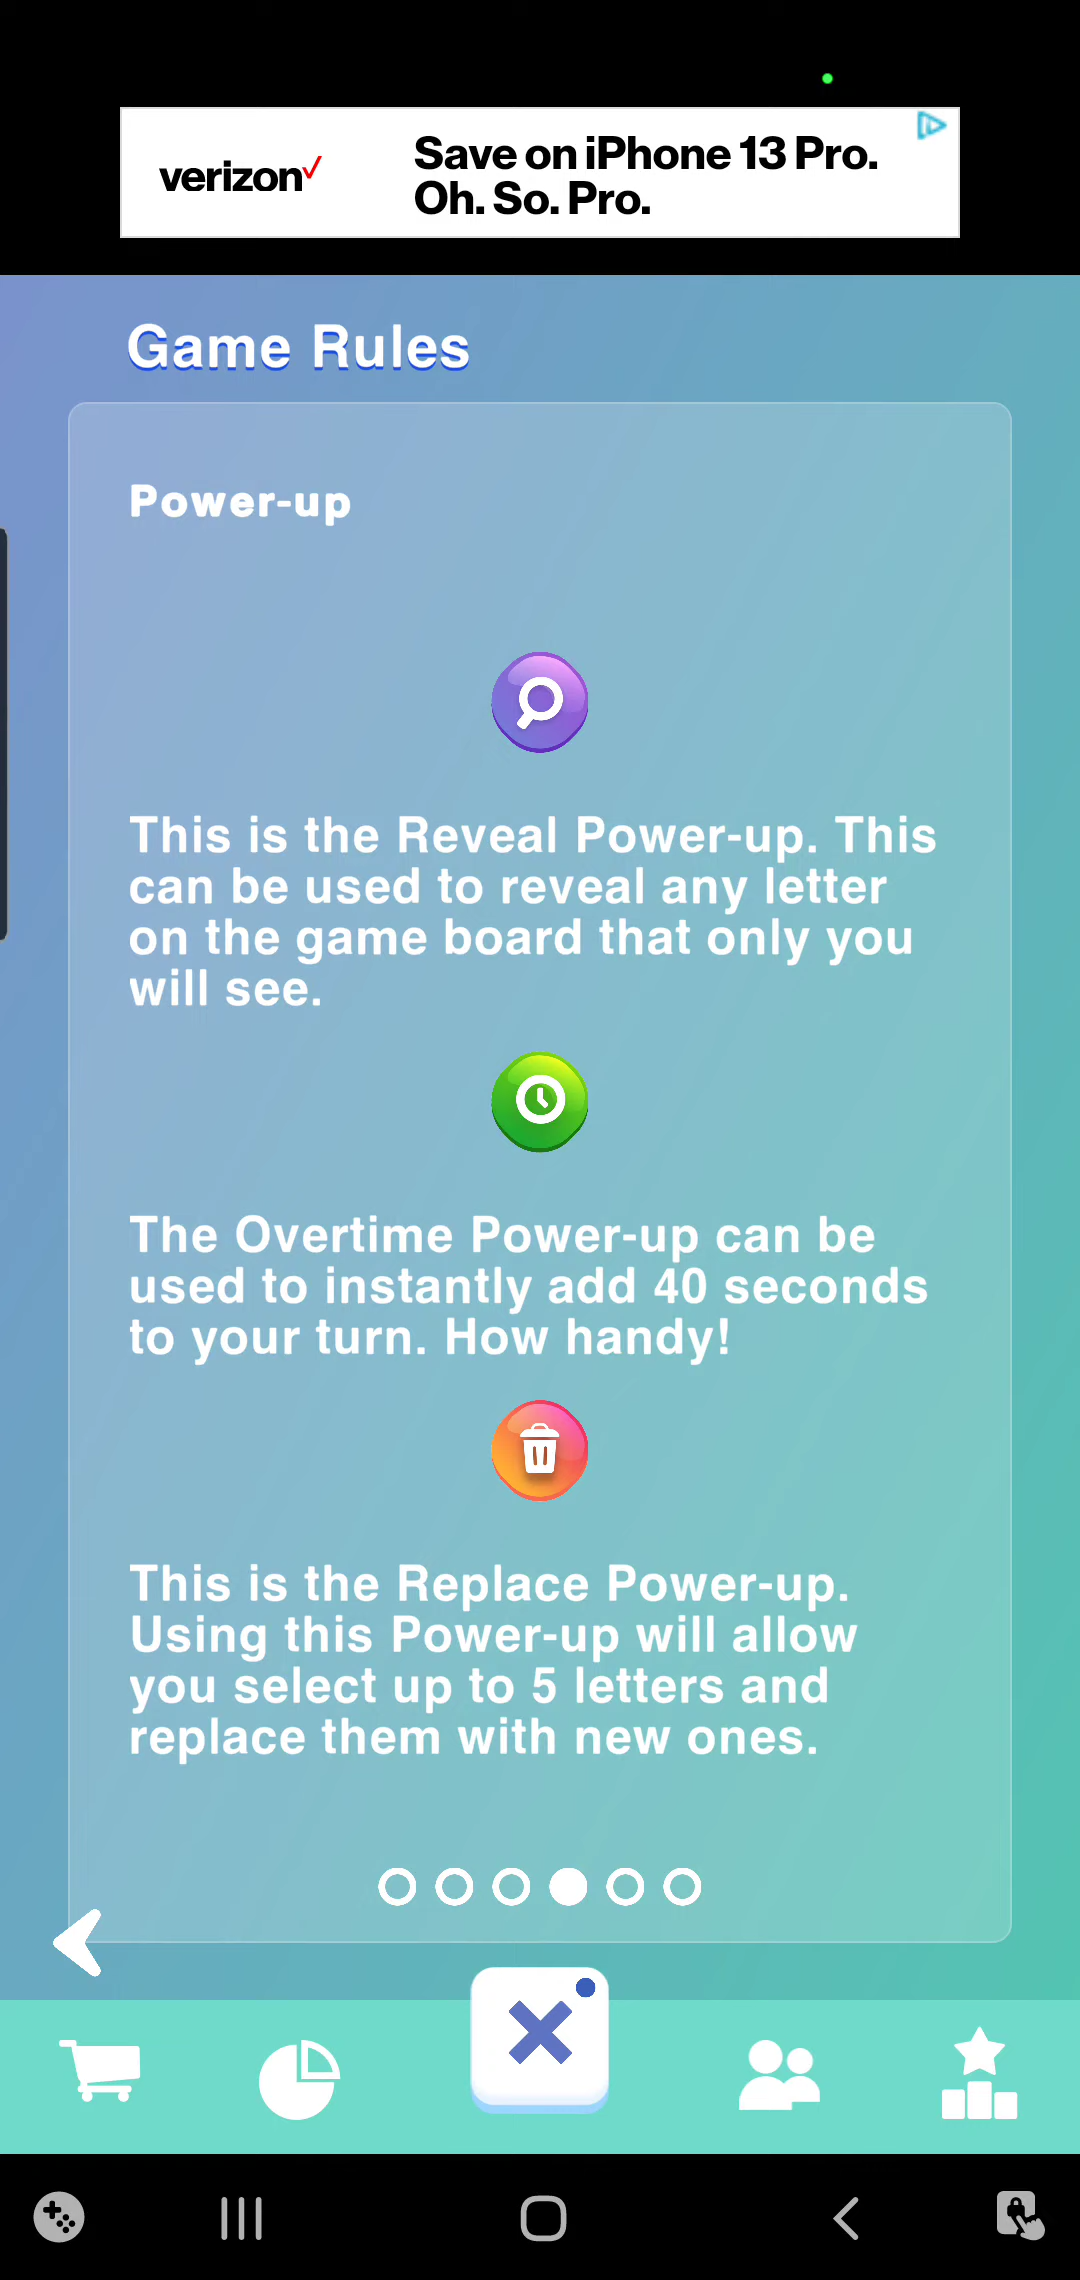 verizon
Save on iPhone 13 Pro.
Oh. So. Pro.
Game Rules
Power-up
This is the Reveal Power-up. This
can be used to reveal any letter
on the game board that only you
will see.
The Overtime Power-up can be
used to instantly add 40 seconds
to your turn. How handy!
This is the Replace Power-up.
Using this Power-up will allow
you select up to 5 letters and
replace them with new ones.